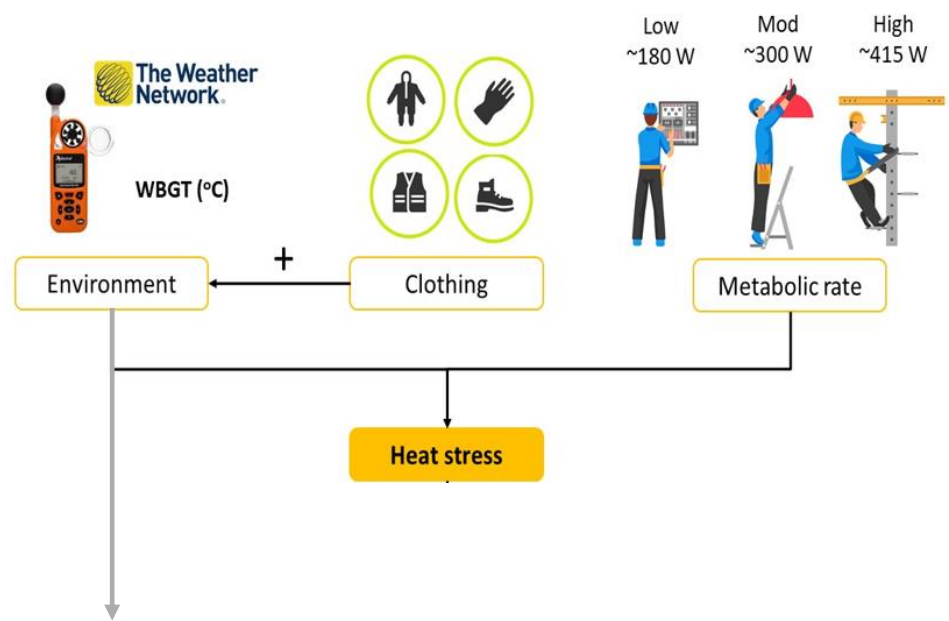 Low
~180 W
Mod
~300 W
High
~415 W
The Weather
Network
WBGT (°C)
+
Environment
Clothing
Metabolic rate
Heat stress